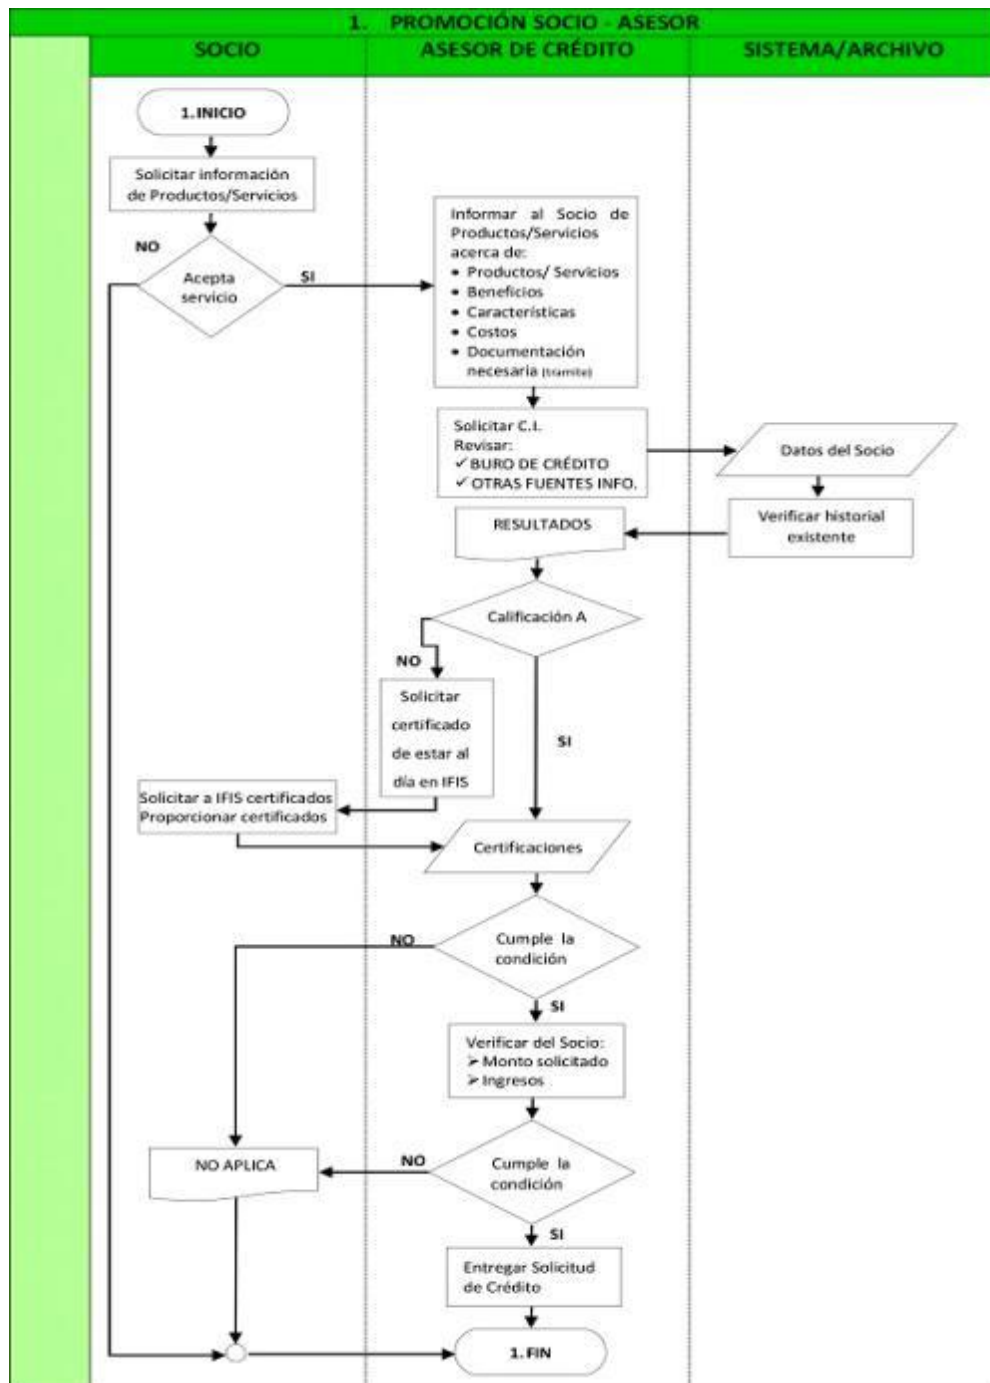 1. PROMOCIÓN SOCIO - ASESOR
SOCIO
ASESOR DE CRÉDITO
SISTEMA/ARCHIVO
1. INICIO
Solicitar información
de Productos/Servicios
NO
Acepta
servicio
SI
Informar al Socio de
Productos/Servicios
acerca de:
• Productos/ Servicios
• Beneficios
• Características
• Costos
• Documentación
necesaria (tramite)
Solicitar C.I.
Revisar:
✓ BURO DE CRÉDITO
✓ OTRAS FUENTES INFO.
Datos del Socio
Verificar historial
existente
RESULTADOS
Calificación A
NO
Solicitar
certificado
de estar al
día en IFIS
SI
Solicitar a IFIS certificados
Proporcionar certificados
Certificaciones
NO
Cumple la
condición
SI
Verificar del Socio:
➢ Monto solicitado
➢ Ingresos
NO APLICA
NO
Cumple la
condición
SI
Entregar Solicitud
de Crédito
1. FIN